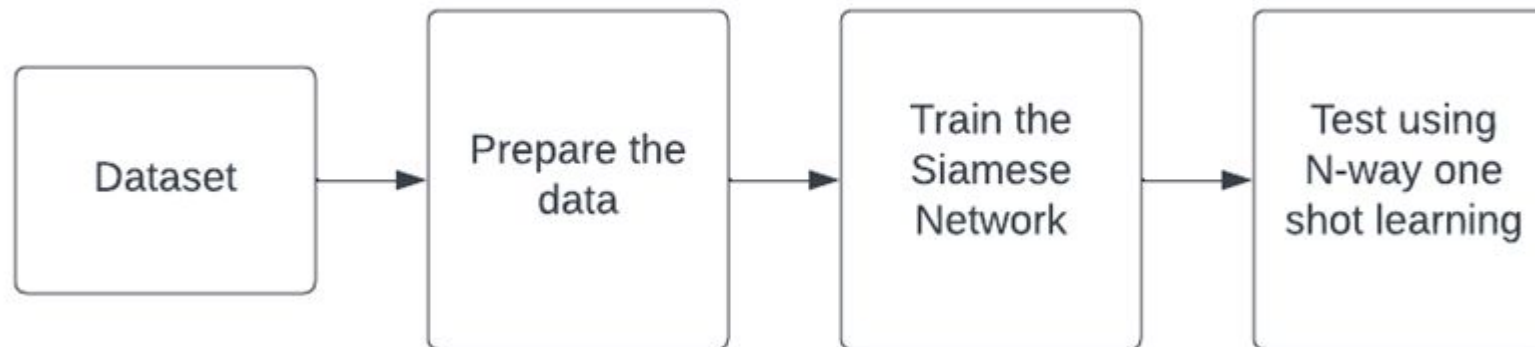 Dataset
Prepare the
data
Train the
Siamese
Network
Test using
N-way one
shot learning